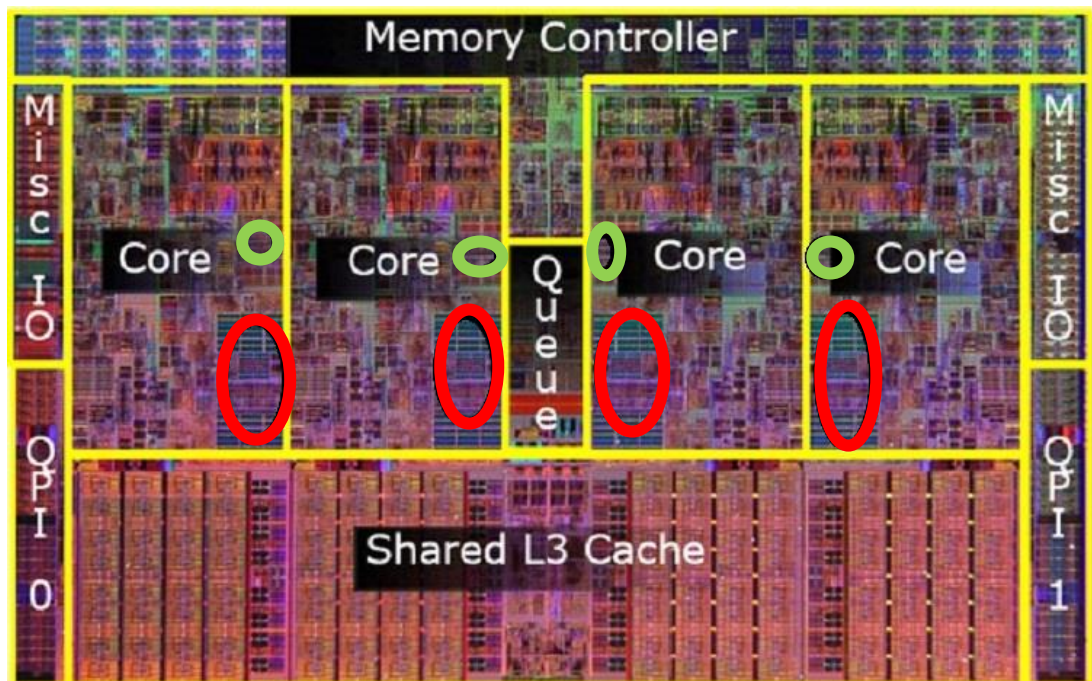 Memory Controller
Misc IO
Core
Core
Queue
Core
Core
Misc IO
QPI 0
Shared L3 Cache
QPI 1